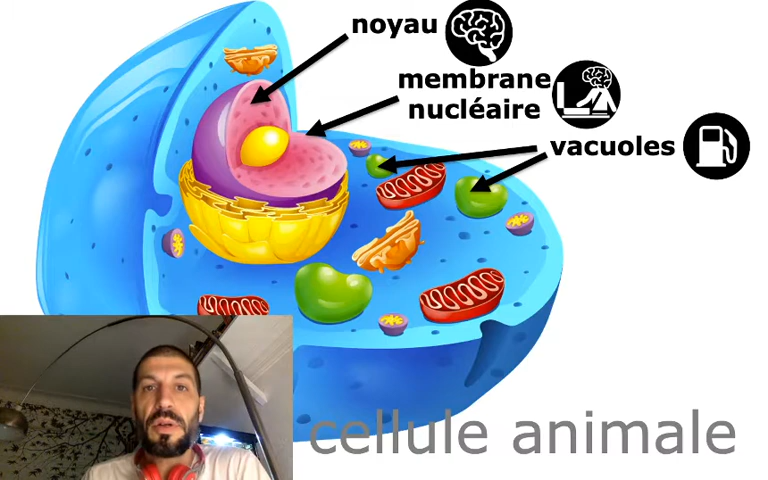 noyau
membrane
nucléaire
vacuoles
cellule animale